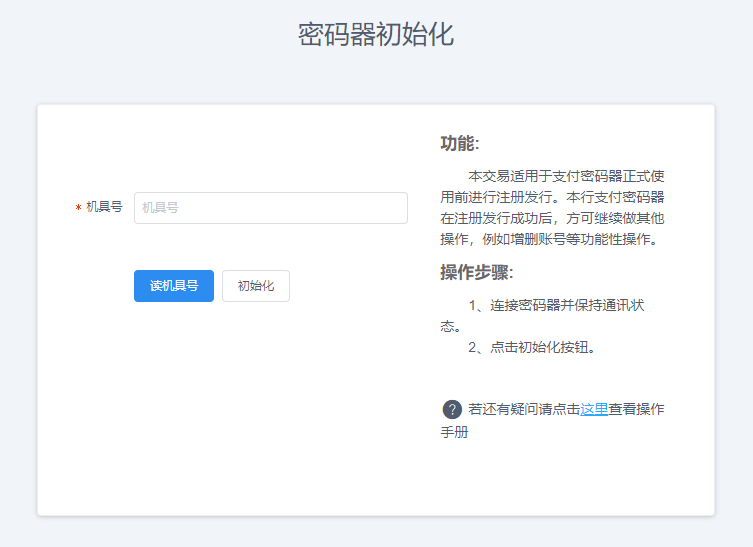 密码器初始化
* 机具号
机具号
读机具号
初始化
功能:
本交易适用于支付密码器正式使
用前进行注册发行。本行支付密码器
在注册发行成功后，方可继续做其他
操作，例如增删账号等功能性操作。
操作步骤:
1、连接密码器并保持通讯状
态。
2、点击初始化按钮。
? 若还有疑问请点击这里查看操作
手册